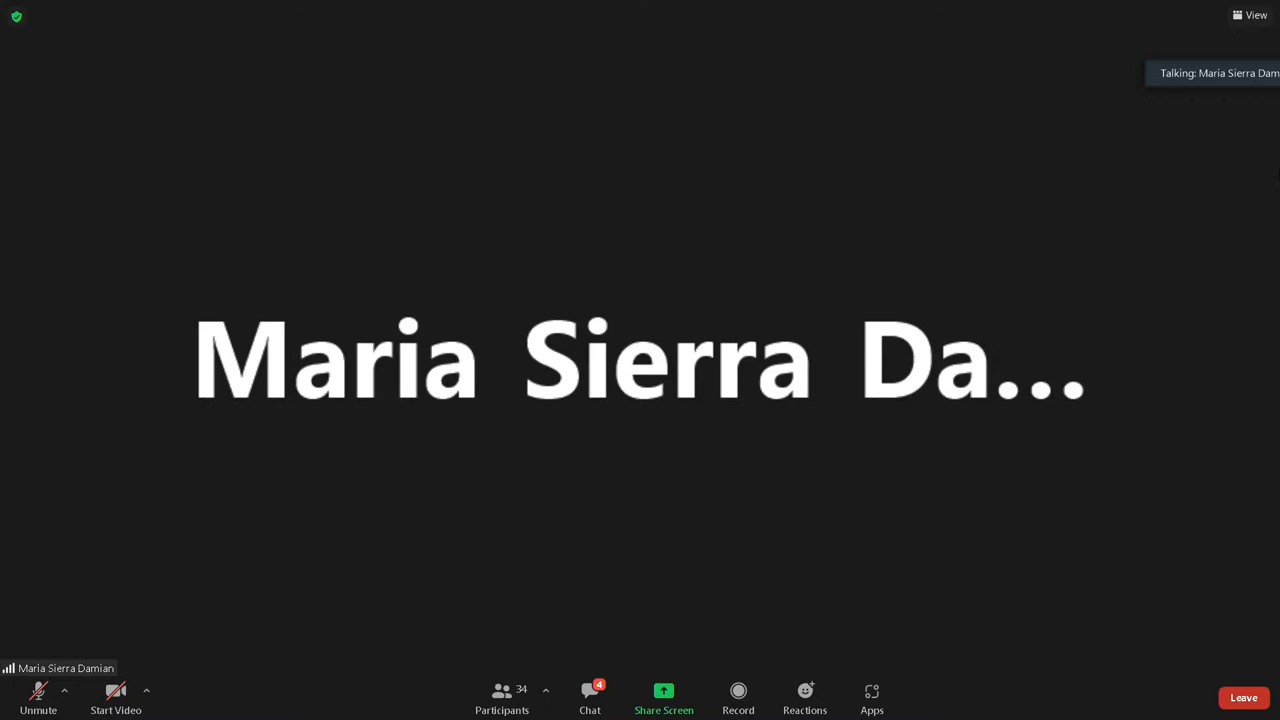 View
Talking: Maria Sierra Dam
Maria Sierra Da...
Maria Sierra Damian
34
4
Unmute
Start Video
Participants
Chat
Share Screen
Record
Reactions
Apps
Leave